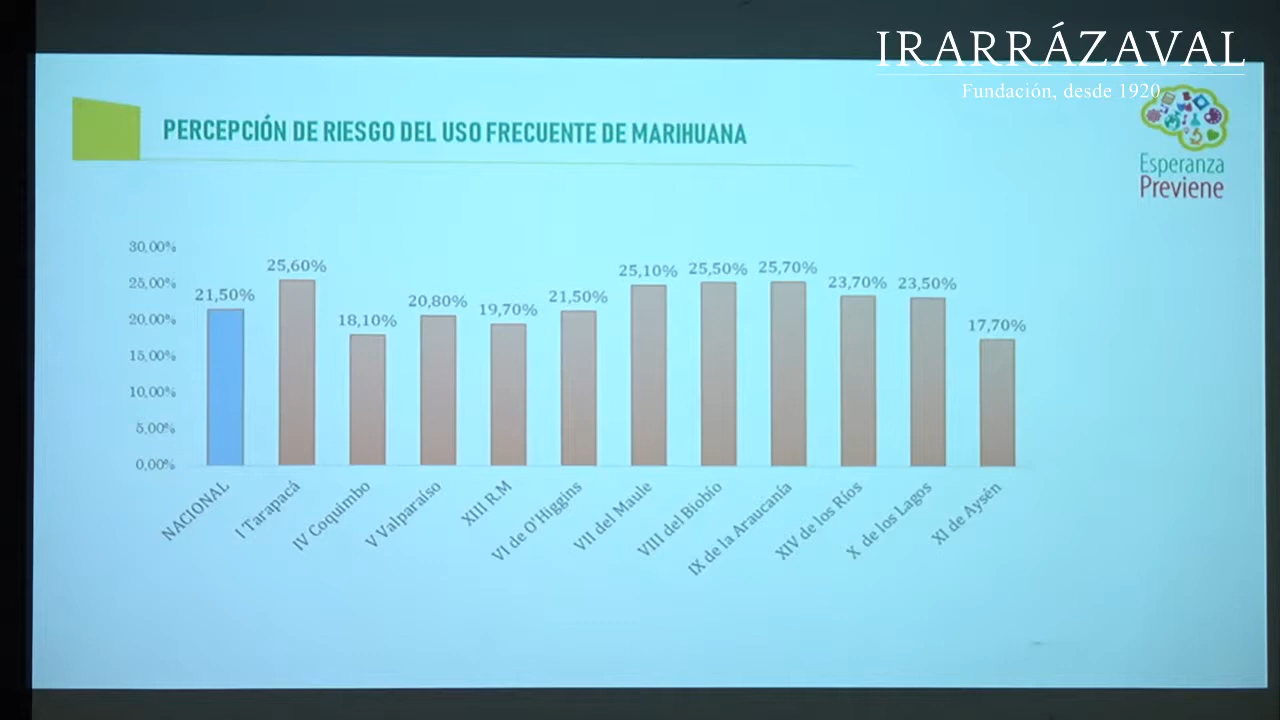 IRARRÁZAVAL
Fundación, desde 1920
Esperanza
Previene
PERCEPCIÓN DE RIESGO DEL USO FRECUENTE DE MARIHUANA
30,00%
25,00%
20,00%
15,00%
10,00%
5,00%
0,00%
21,50%
25,60%
18,10%
20,80%
19,70%
21,50%
25,10%
25,50%
25,70%
23,70%
23,50%
17,70%
NACIONAL
I Tarapacá
IV Coquimbo
V Valparaíso
XIII R.M
VI de O'Higgins
VII del Maule
VIII del Biobío
IX de la Araucanía
XIV de los Ríos
X de los Lagos
XI de Aysén